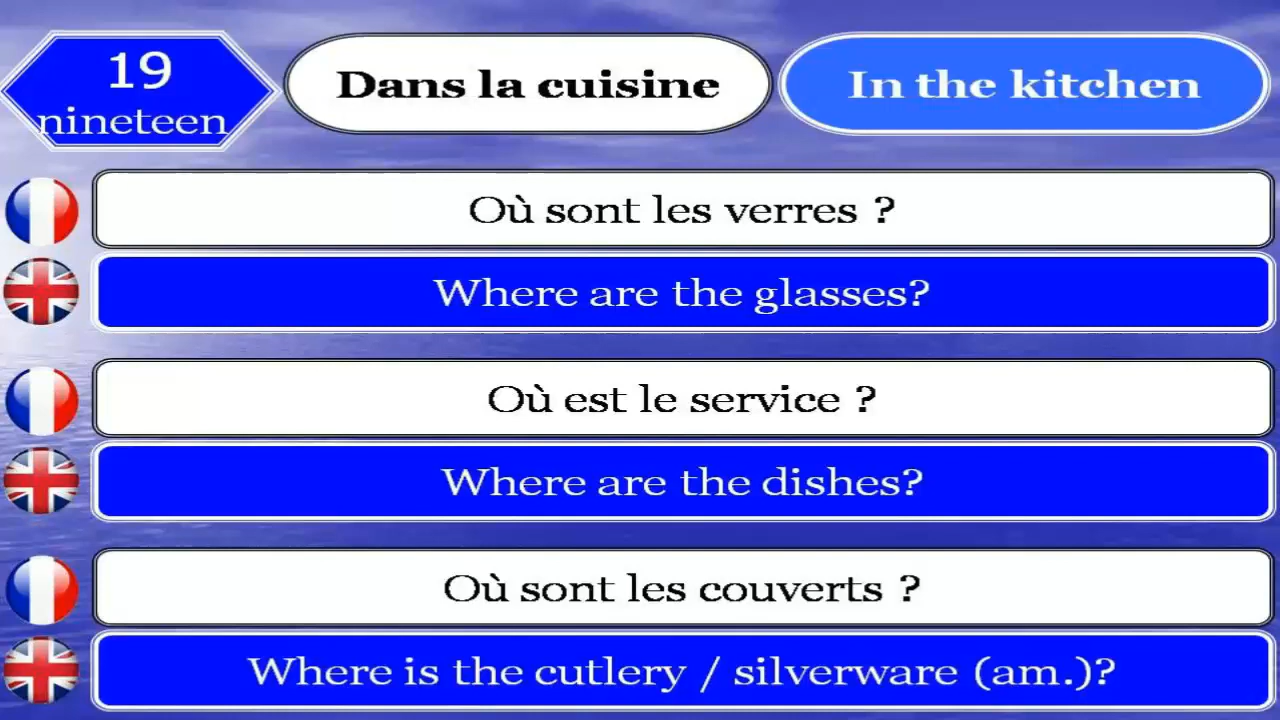 19
nineteen
Dans la cuisine
In the kitchen
Où sont les verres ?
Where are the glasses?
Où est le service ?
Where are the dishes?
Où sont les couverts ?
Where is the cutlery / silverware (am.)?